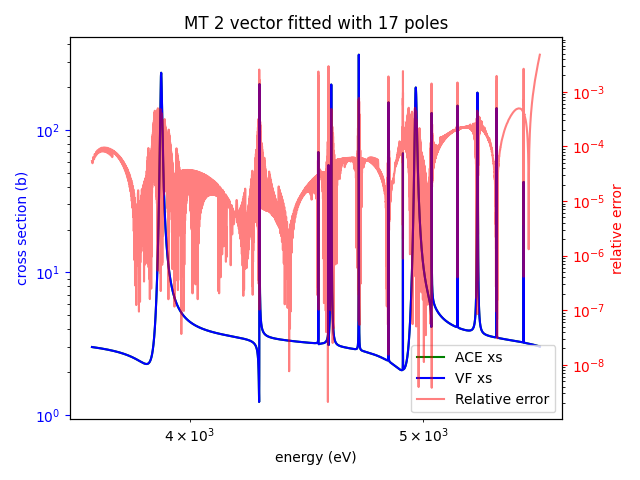 MT 2 vector fitted with 17 poles
cross section (b)
10²
10¹
10⁰
10⁻³
10⁻⁴
10⁻⁵
10⁻⁶
10⁻⁷
10⁻⁸
relative error
ACE xs
VF xs
Relative error
4 × 10³ 5 × 10³
energy (eV)